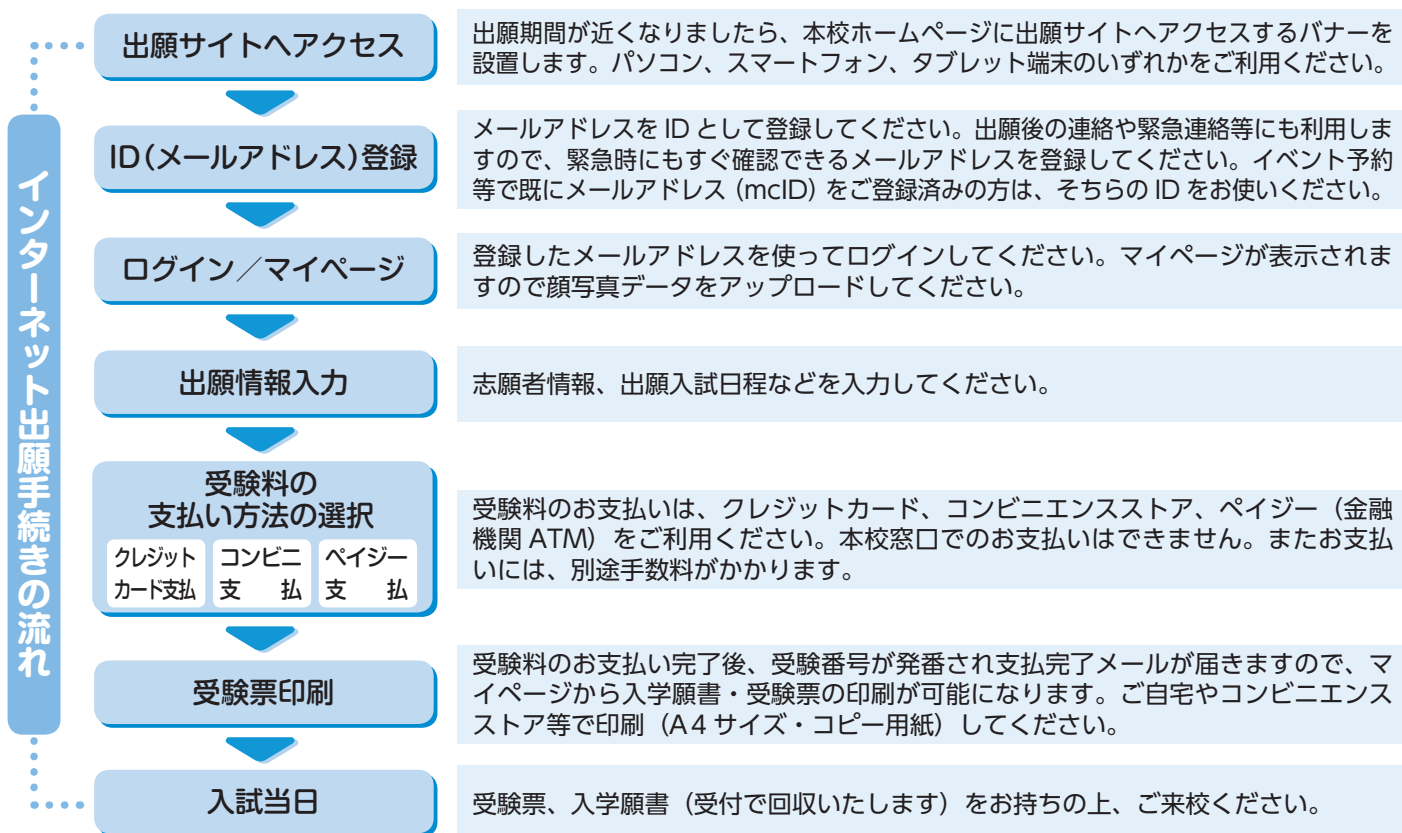 インターネット出願手続きの流れ
出願サイトへアクセス
出願期間が近くなりましたら、本校ホームページに出願サイトへアクセスするバナーを
設置します。パソコン、スマートフォン、タブレット端末のいずれかをご利用ください。
ID(メールアドレス)登録
メールアドレスを ID として登録してください。出願後の連絡や緊急連絡等にも利用しま
すので、緊急時にもすぐ確認できるメールアドレスを登録してください。イベント予約
等で既にメールアドレス (mcID) をご登録済みの方は、そちらの ID をお使いください。
ログイン／マイページ
登録したメールアドレスを使ってログインしてください。マイページが表示されま
すので顔写真データをアップロードしてください。
出願情報入力
志願者情報、出願入試日程などを入力してください。
受験料の
支払い方法の選択
クレジット
カード支払
コンビニ
支　払
ペイジー
支　払
受験料のお支払いは、クレジットカード、コンビニエンスストア、ペイジー（金融
機関 ATM）をご利用ください。本校窓口でのお支払いはできません。またお支払
いには、別途手数料がかかります。
受験票印刷
受験料のお支払い完了後、受験番号が発番され支払完了メールが届きますので、マ
イページから入学願書・受験票の印刷が可能になります。ご自宅やコンビニエンス
ストア等で印刷（A４サイズ・コピー用紙）してください。
入試当日
受験票、入学願書（受付で回収いたします）をお持ちの上、ご来校ください。